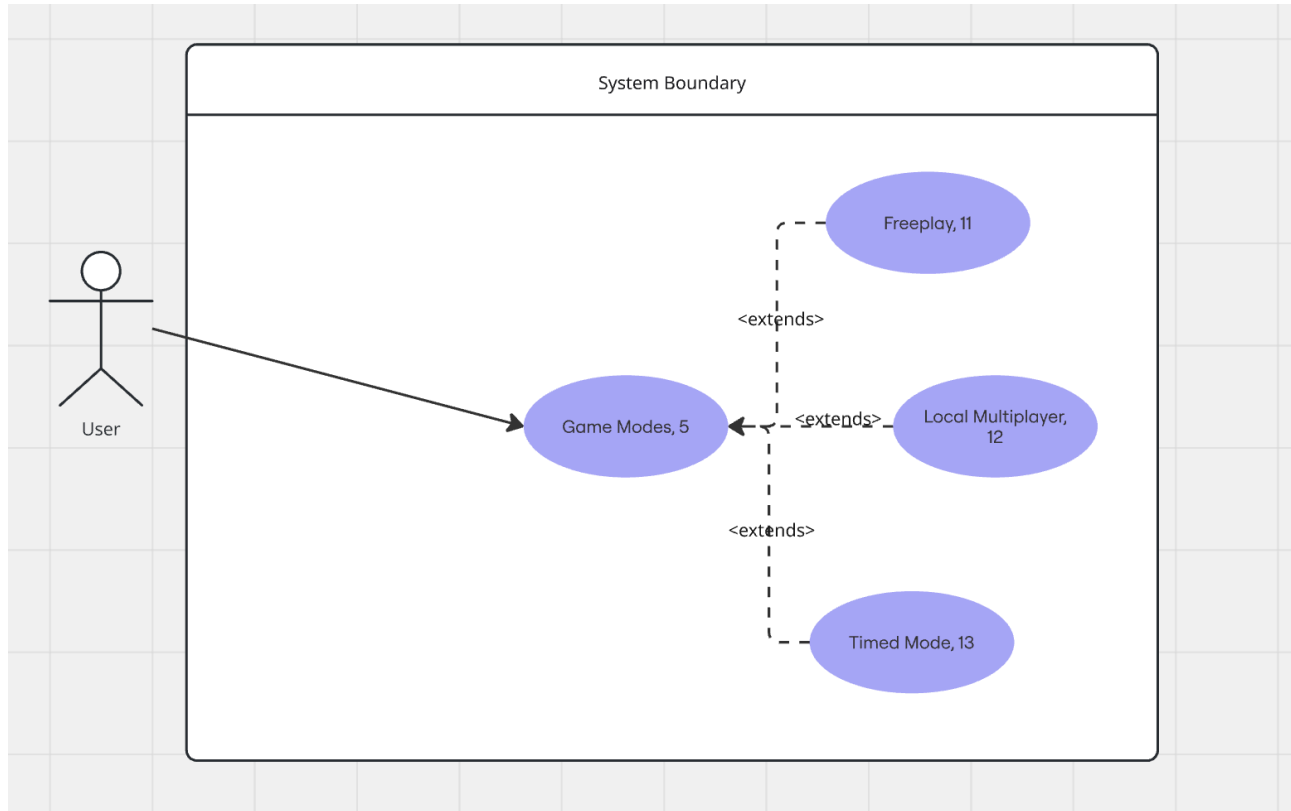 System Boundary
Freeplay, 11
<extends>
User
Game Modes, 5
<extends>
Local Multiplayer,
12
<extends>
Timed Mode, 13